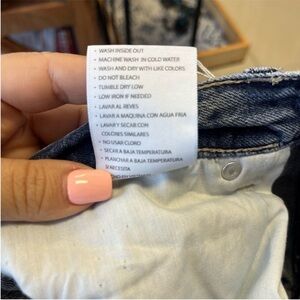 • WASH INSIDE OUT
• MACHINE WASH IN COLD WATER
• WASH AND DRY WITH LIKE COLORS
• DO NOT BLEACH
• TUMBLE DRY LOW
• LOW IRON IF NEEDED
• LAVAR AL REVES
• LAVAR A MAQUINA CON AGUA FRIA
• LAVAR Y SECAR CON
COLORES SIMILARES
• NO USAR CLORO
• SECAR A BAJA TEMPERATURA
• PLANCHAR A BAJA TEMPERATURA
SI NECESITA